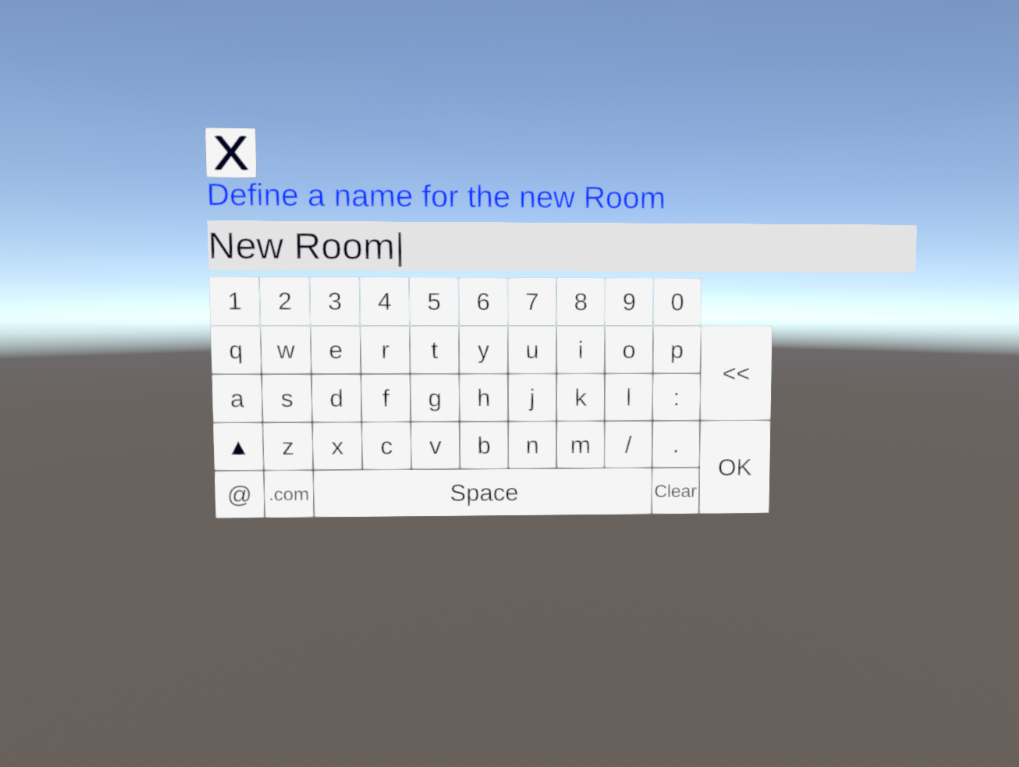 X
Define a name for the new Room
New Room
1 2 3 4 5 6 7 8 9 0
q w e r t y u i o p <<
a s d f g h j k l :
▲ z x c v b n m / . OK
@ .com Space Clear